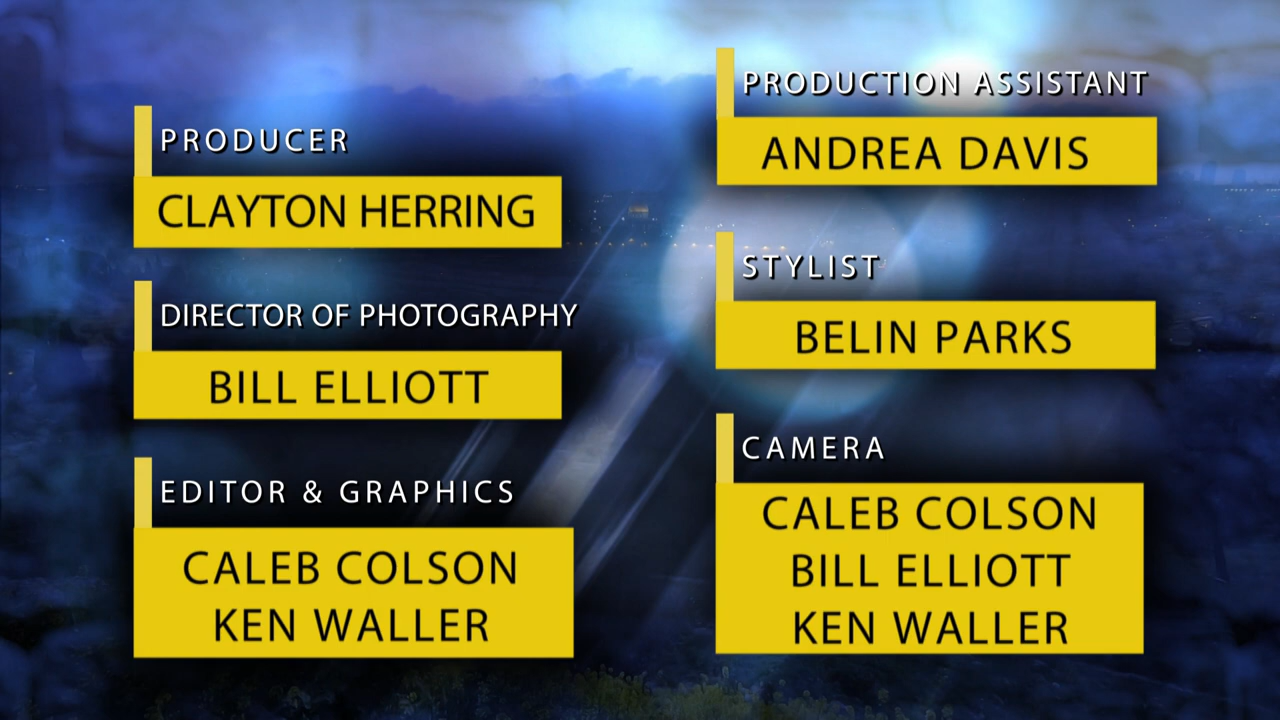 PRODUCER
CLAYTON HERRING
DIRECTOR OF PHOTOGRAPHY
BILL ELLIOTT
EDITOR & GRAPHICS
CALEB COLSON
KEN WALLER
PRODUCTION ASSISTANT
ANDREA DAVIS
STYLIST
BELIN PARKS
CAMERA
CALEB COLSON
BILL ELLIOTT
KEN WALLER